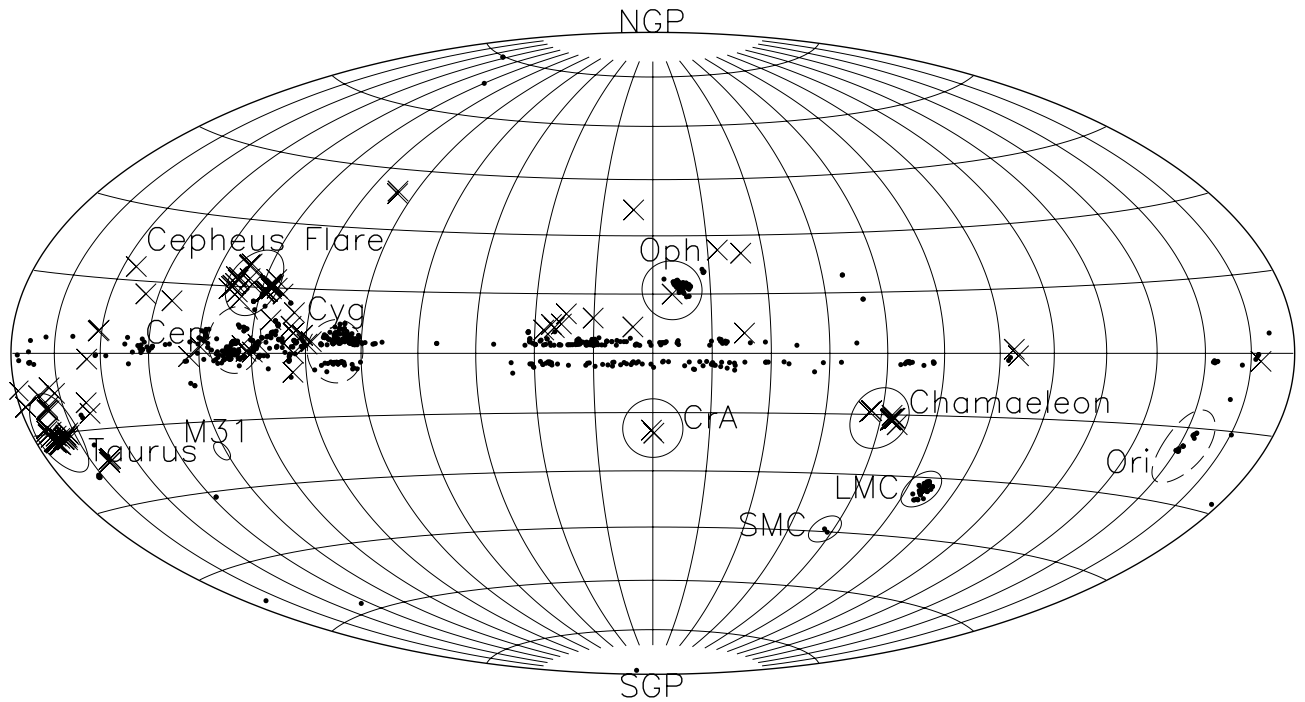 NGP
Cepheus Flare
Oph
Cyg
Cep
CrA
Chamaeleon
M31
Taurus
Ori
LMC
SMC
SGP